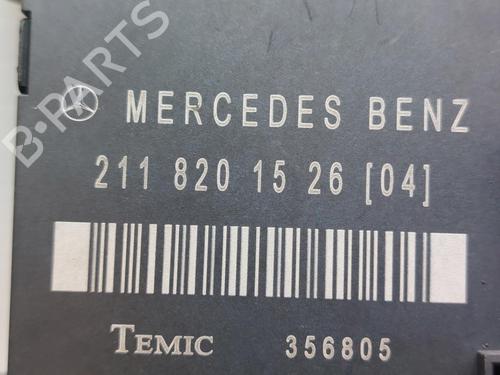 B-PARTS
MERCEDES BENZ
211 820 15 26 [04]
TEMIC 356805